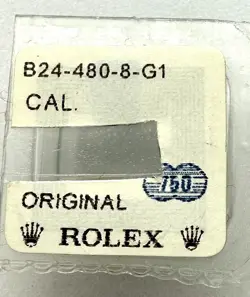 B24-480-8-G1
CAL.
750
ORIGINAL
ROLEX